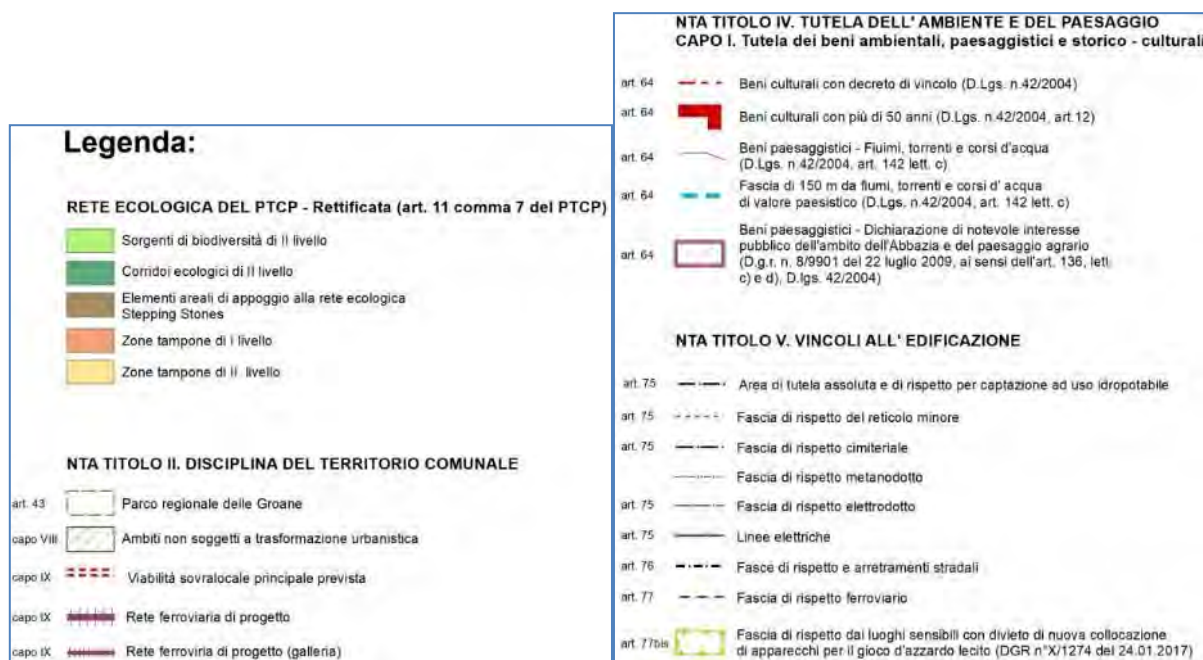 Legenda:
RETE ECOLOGICA DEL PTCP - Rettificata (art. 11 comma 7 del PTCP)
Sorgenti di biodiversità di II livello
Corridoi ecologici di II livello
Elementi areali di appoggio alla rete ecologica
Stepping Stones
Zone tampone di I livello
Zone tampone di II livello
NTA TITOLO II. DISCIPLINA DEL TERRITORIO COMUNALE
art. 43 Parco regionale delle Groane
capo VIII Ambiti non soggetti a trasformazione urbanistica
capo IX Viabilità sovralocale principale prevista
capo IX Rete ferroviaria di progetto
capo IX Rete ferroviria di progetto (galleria)
NTA TITOLO IV. TUTELA DELL' AMBIENTE E DEL PAESAGGIO
CAPO I. Tutela dei beni ambientali, paesaggistici e storico - culturali
art. 64 Beni culturali con decreto di vincolo (D.Lgs. n.42/2004)
art. 64 Beni culturali con più di 50 anni (D.Lgs. n.42/2004, art.12)
art. 64 Beni paesaggistici - Fiuimi, torrenti e corsi d'acqua
(D.Lgs. n.42/2004, art. 142 lett. c)
art. 64 Fascia di 150 m da fiumi, torrenti e corsi d' acqua
di valore paesistico (D.Lgs. n.42/2004, art. 142 lett. c)
art. 64 Beni paesaggistici - Dichiarazione di notevole interesse
pubblico dell'ambito dell'Abbazia e del paesaggio agrario
(D.g.r. n. 8/9901 del 22 luglio 2009, ai sensi dell'art. 136, lett.
c) e d), D.lgs. 42/2004)
NTA TITOLO V. VINCOLI ALL' EDIFICAZIONE
art. 75 Area di tutela assoluta e di rispetto per captazione ad uso idropotabile
art. 75 Fascia di rispetto del reticolo minore
art. 75 Fascia di rispetto cimiteriale
Fascia di rispetto metanodotto
art. 75 Fascia di rispetto elettrodotto
art. 75 Linee elettriche
art. 76 Fasce di rispetto e arretramenti stradali
art. 77 Fascia di rispetto ferroviario
art. 77bis Fascia di rispetto dai luoghi sensibili con divieto di nuova collocazione
di apparecchi per il gioco d'azzardo lecito (DGR n°X/1274 del 24.01.2017)